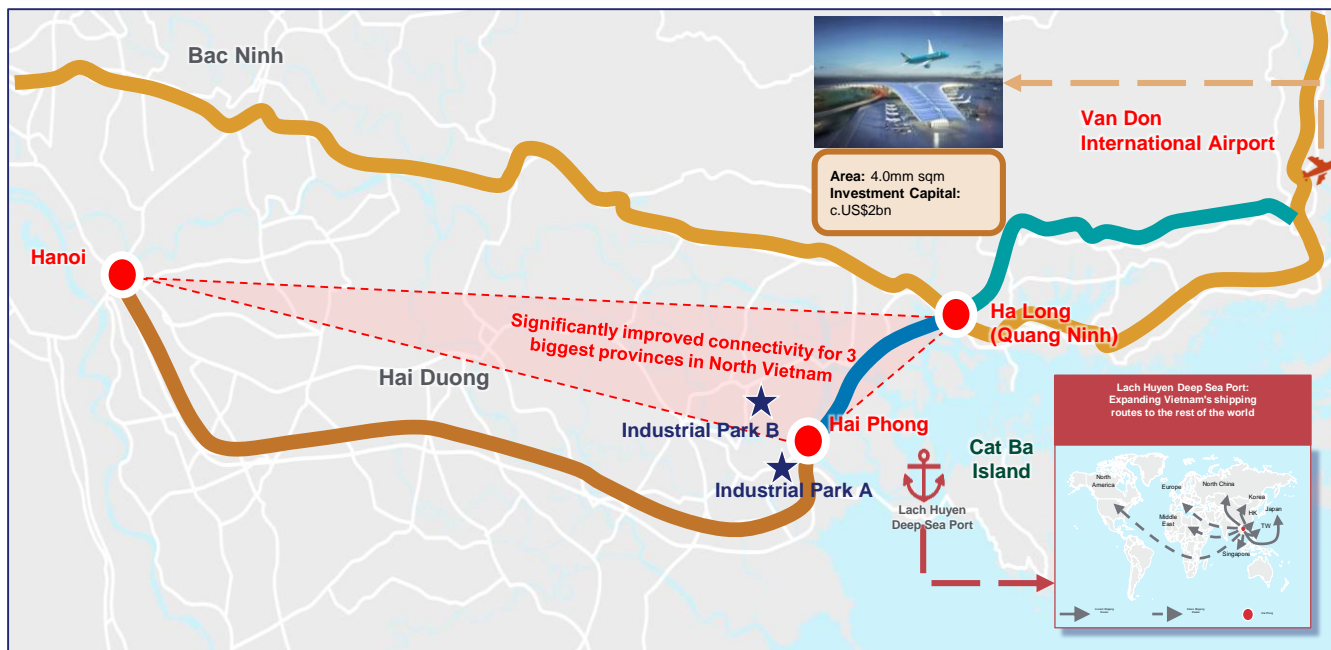 Bac Ninh
Van Don
International Airport
Area: 4.0mm sqm
Investment Capital:
c.US$2bn
Hanoi
Significantly improved connectivity for 3
biggest provinces in North Vietnam
Ha Long
(Quang Ninh)
Hai Duong
Industrial Park B
Hai Phong
Industrial Park A
Cat Ba
Island
Lach Huyen
Deep Sea Port
Lach Huyen Deep Sea Port:
Expanding Vietnam's shipping
routes to the rest of the world
North
America
Europe
North China
Korea
Japan
HK
TW
Middle
East
Singapore